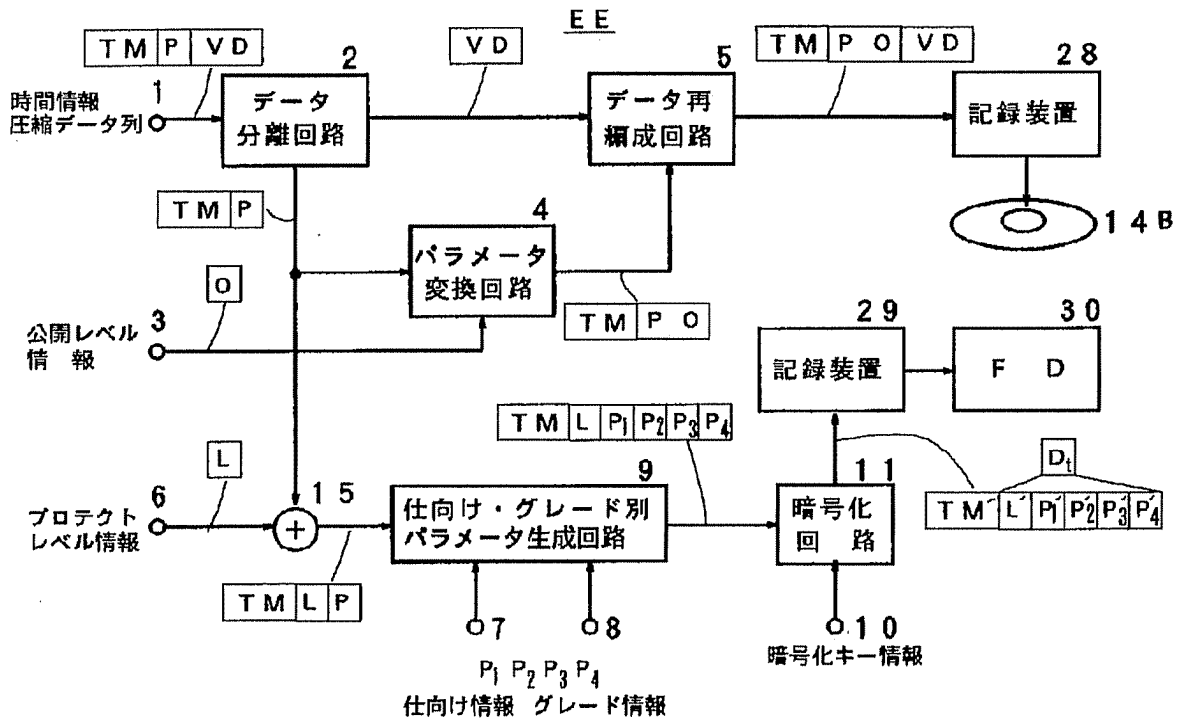 EE
TM P VD
VD
TM PO VD
1
2
5
28
時間情報
圧縮データ列
データ
分離回路
データ再
編成回路
記録装置
TM P
4
14B
パラメータ
変換回路
O
TM PO
3
公開レベル
情 報
29
30
記録装置
F D
TM L P₁ P₂ P₃ P₄
L
Dₜ
6
15
9
11
プロテクト
レベル情報
+
仕向け・グレード別
パラメータ生成回路
暗号化
回 路
TM´ L´ P₁´ P₂´ P₃´ P₄´
TM L P
7
8
10
P₁ P₂ P₃ P₄
暗号化キー情報
仕向け情報 グレード情報